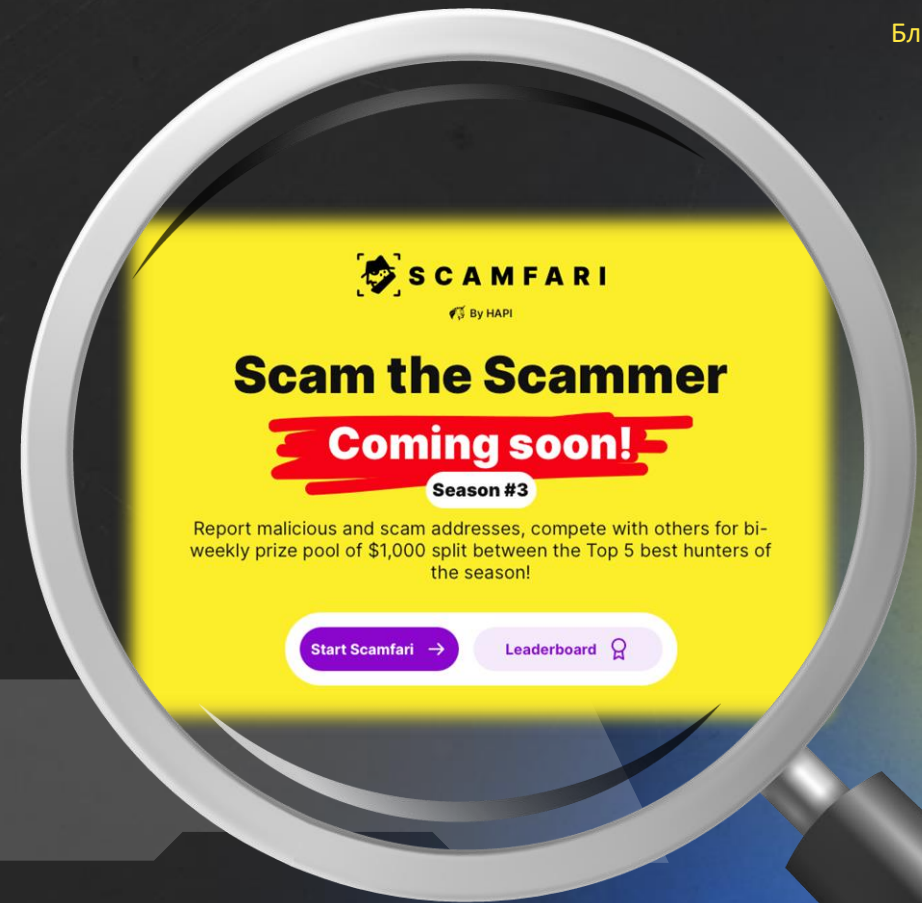 Бл
SCAMFARI
By HAPI
Scam the Scammer
Coming soon!
Season #3
Report malicious and scam addresses, compete with others for bi-
weekly prize pool of $1,000 split between the Top 5 best hunters of
the season!
Start Scamfari
Leaderboard